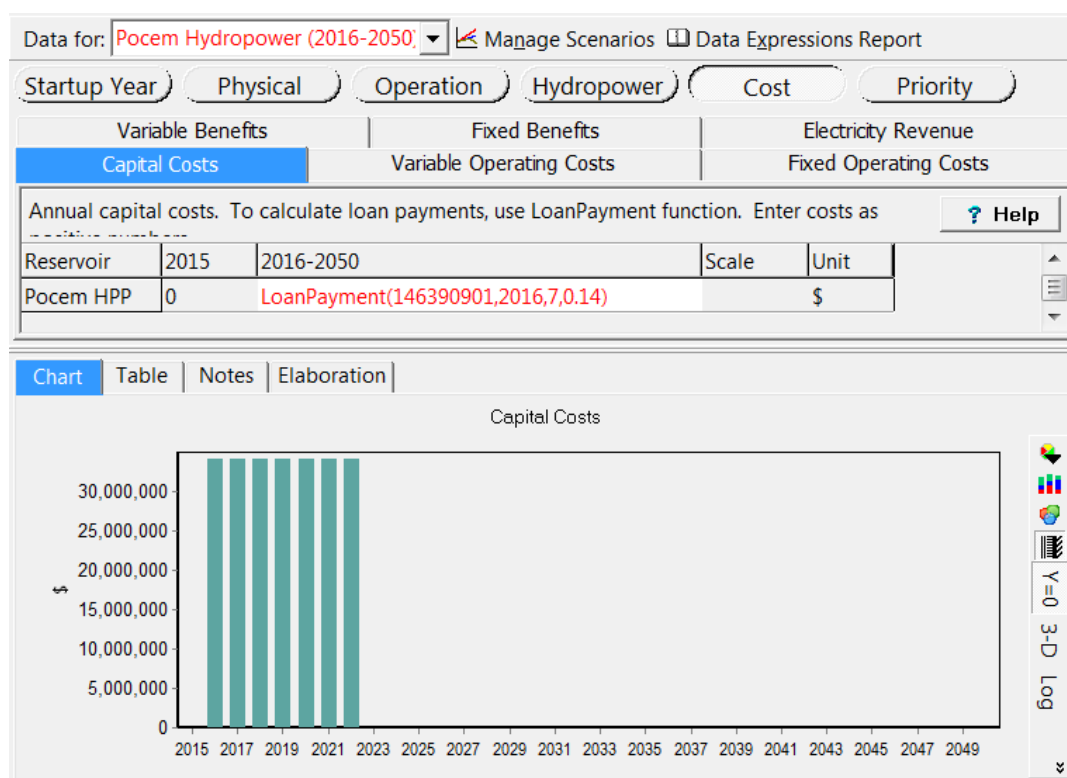 Data for: Pocem Hydropower (2016-2050) Manage Scenarios Data Expressions Report
Startup Year Physical Operation Hydropower Cost Priority
Variable Benefits Fixed Benefits Electricity Revenue
Capital Costs Variable Operating Costs Fixed Operating Costs
Annual capital costs. To calculate loan payments, use LoanPayment function. Enter costs as
? Help
Reservoir 2015 2016-2050 Scale Unit
Pocem HPP 0 LoanPayment(146390901,2016,7,0.14) $
Chart Table Notes Elaboration
Capital Costs
30,000,000
25,000,000
20,000,000
$
15,000,000
10,000,000
5,000,000
0
2015 2017 2019 2021 2023 2025 2027 2029 2031 2033 2035 2037 2039 2041 2043 2045 2047 2049
Y=0
3-D
Log